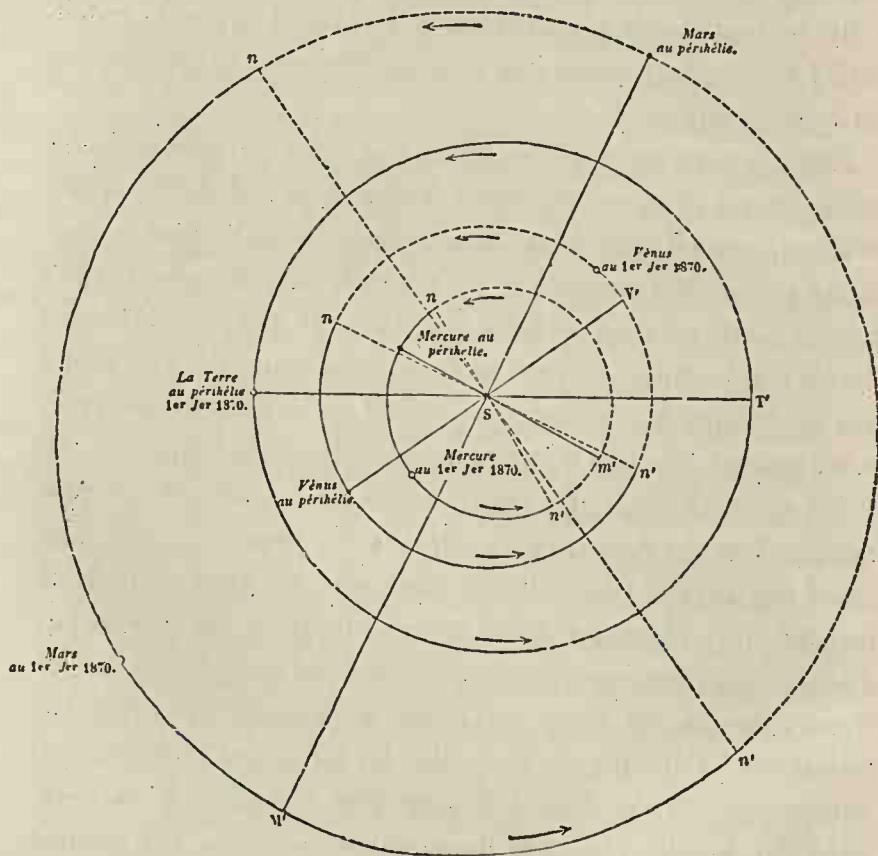 Mars
au périhélie.
n
Vénus
au 1er Jer 1870.
n
V'
n
Mercure au
périhélie.
La Terre
au périhélie
1er Jer 1870.
S
T'
Mercure
au 1er Jer 1870.
m'
n'
Vénus
au périhélie.
n'
Mars
au 1er Jer 1870.
n'
M'